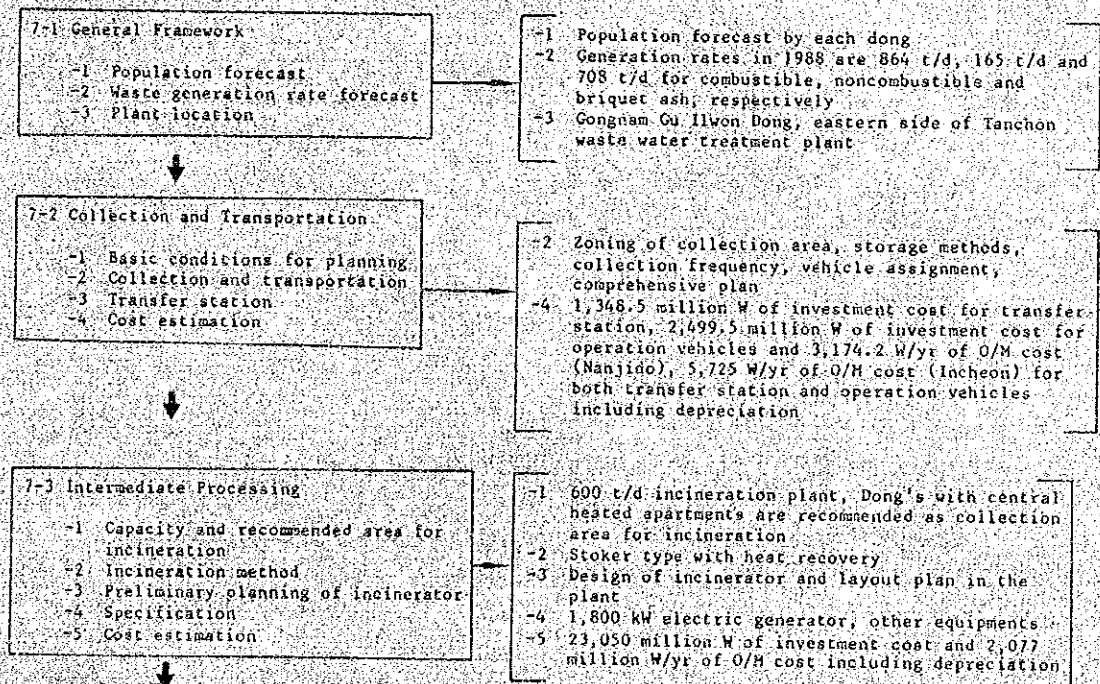 7-1 General Framework
-1 Population forecast
-2 Waste generation rate forecast
-3 Plant location
-1 Population forecast by each dong
-2 Generation rates in 1988 are 864 t/d, 165 t/d and
708 t/d for combustible, noncombustible and
briquet ash, respectively
-3 Gongnam Gu Ilwon Dong, eastern side of Tanchon
waste water treatment plant
7-2 Collection and Transportation
-1 Basic conditions for planning
-2 Collection and transportation
-3 Transfer station
-4 Cost estimation
-2 Zoning of collection area, storage methods,
collection frequency, vehicle assignment,
comprehensive plan
-4 1,348.5 million W of investment cost for transfer
station, 2,499.5 million W of investment cost for
operation vehicles and 3,174.2 W/yr of O/M cost
(Nanjido), 5,725 W/yr of O/M cost (Incheon) for
both transfer station and operation vehicles
including depreciation
7-3 Intermediate Processing
-1 Capacity and recommended area for
incineration
-2 Incineration method
-3 Preliminary planning of incinerator
-4 Specification
-5 Cost estimation
-1 600 t/d incineration plant, Dong's with central
heated apartments are recommended as collection
area for incineration
-2 Stoker type with heat recovery
-3 Design of incinerator and layout plan in the
plant
-4 1,800 kW electric generator, other equipments
-5 23,050 million W of investment cost and 2,077
million W/yr of O/M cost including depreciation